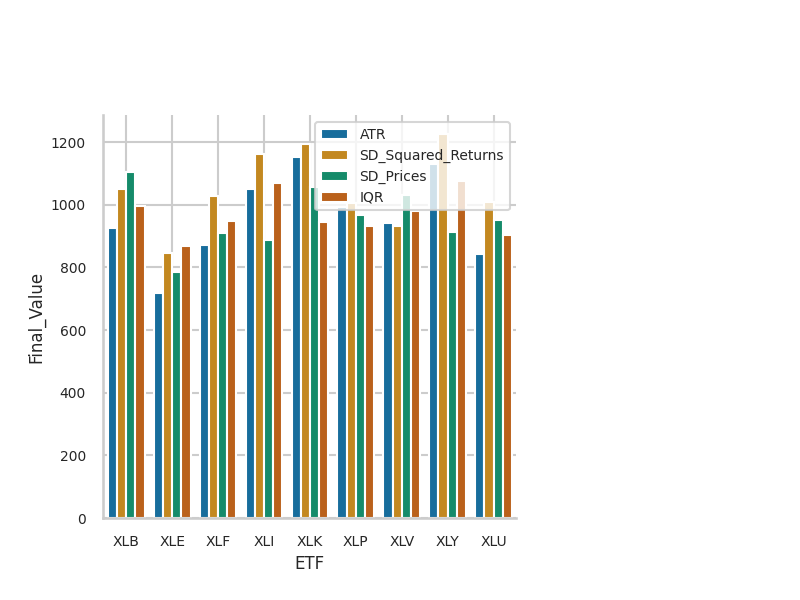 ATR
SD_Squared_Returns
SD_Prices
IQR
1200
1000
800
600
400
200
0
Final_Value
XLB XLE XLF XLI XLK XLP XLV XLY XLU
ETF